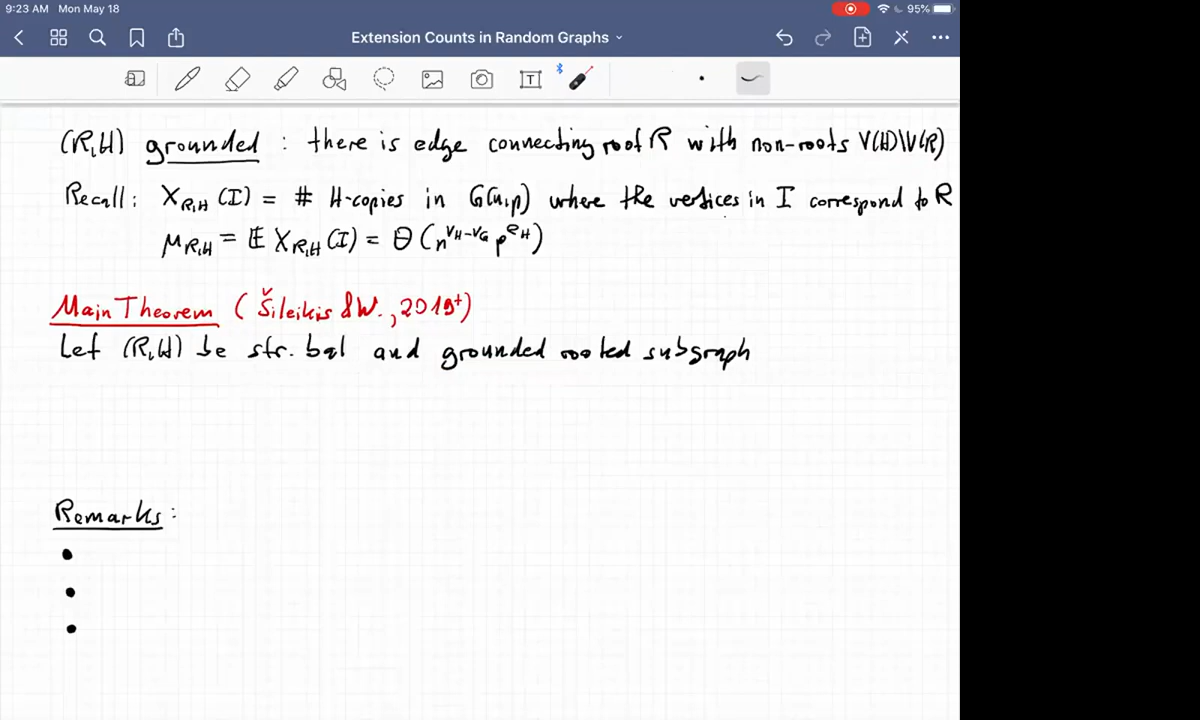 9:23 AM Mon May 18
95%
Extension Counts in Random Graphs
T
(R,H) grounded : there is edge connecting root R with non-roots V(H)\V(R)
Recall: X_{R,H}(I) = # H-copies in G(n,p) where the vertices in I correspond to R
μ_{R,H} = 𝔼 X_{R,H}(I) = Θ(n^{v_H-v_G} p^{e_H})
Main Theorem (Šileikis & W., 2019+)
Let (R,H) be str. bal and grounded rooted subgraph
Remarks: